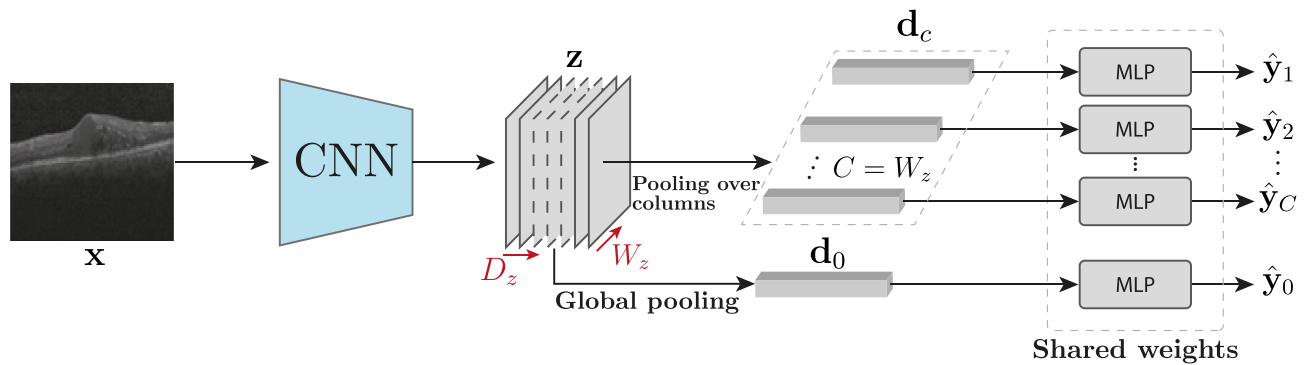 x
CNN
z
D_z
W_z
Pooling over
columns
Global pooling
d_c
⋮ C = W_z
d_0
MLP
MLP
⋮
MLP
MLP
Shared weights
ŷ_1
ŷ_2
⋮
ŷ_C
ŷ_0